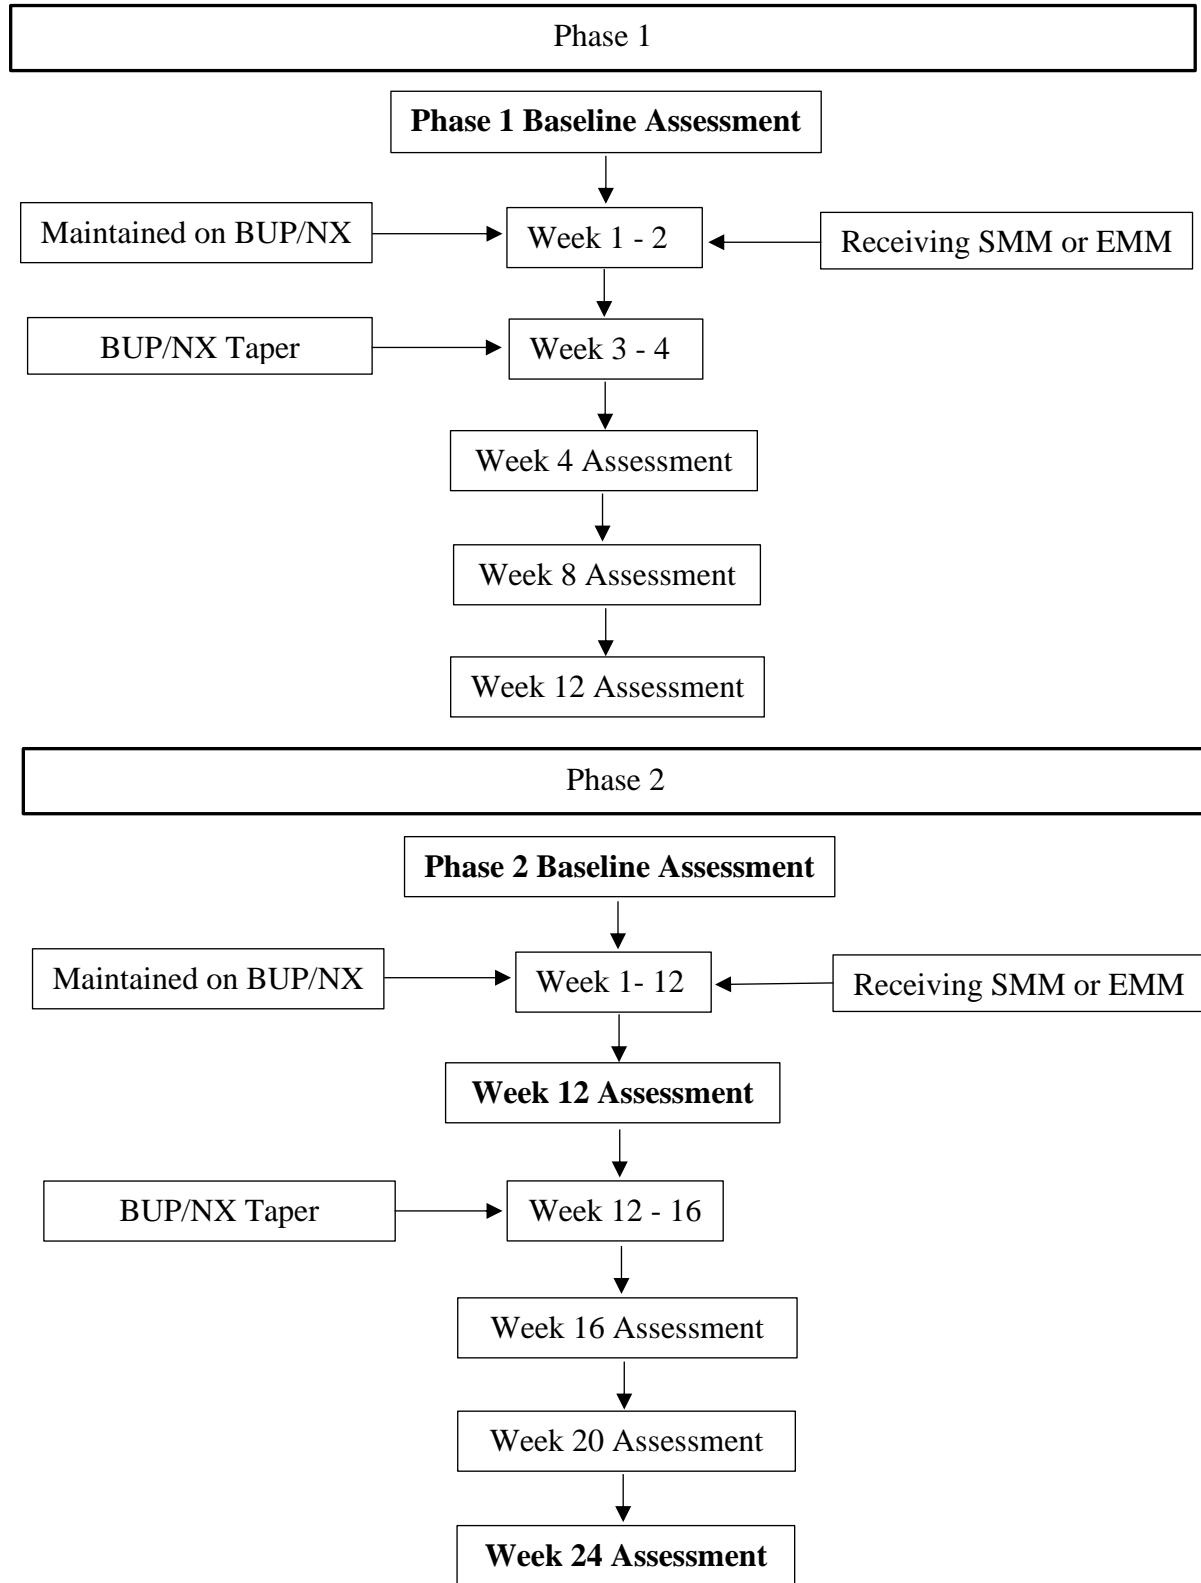 Phase 1
Phase 1 Baseline Assessment
Maintained on BUP/NX
Week 1 - 2
Receiving SMM or EMM
BUP/NX Taper
Week 3 - 4
Week 4 Assessment
Week 8 Assessment
Week 12 Assessment
Phase 2
Phase 2 Baseline Assessment
Maintained on BUP/NX
Week 1- 12
Receiving SMM or EMM
Week 12 Assessment
BUP/NX Taper
Week 12 - 16
Week 16 Assessment
Week 20 Assessment
Week 24 Assessment